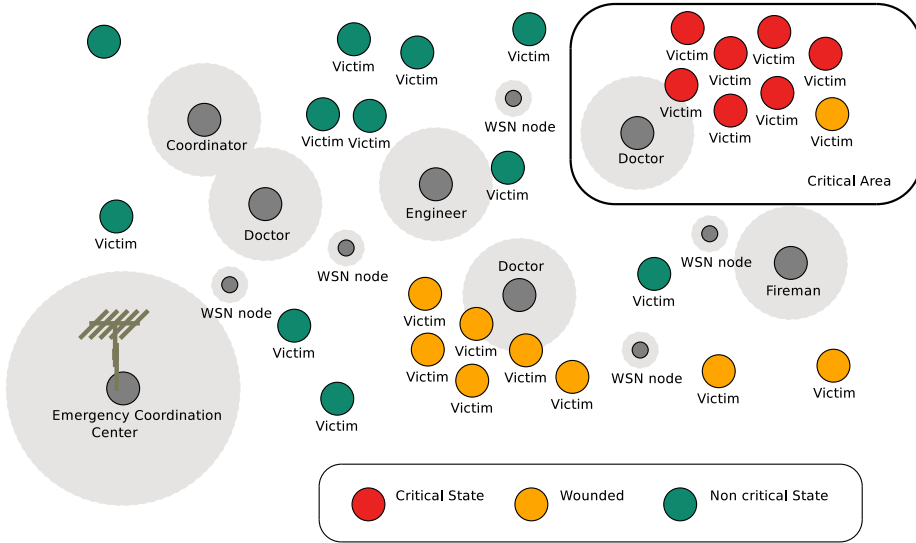 Victim
Victim
Victim
Victim
Victim
Victim
Victim
Victim
WSN node
Victim
Victim
Victim
Victim
Victim
Coordinator
Doctor
Victim
Critical Area
Victim
Engineer
Victim
Doctor
WSN node
Doctor
WSN node
Victim
Fireman
WSN node
Victim
Victim
Victim
Victim
Victim
WSN node
Victim
Victim
Victim
Victim
Emergency Coordination
Center
Victim
Critical State
Wounded
Non critical State